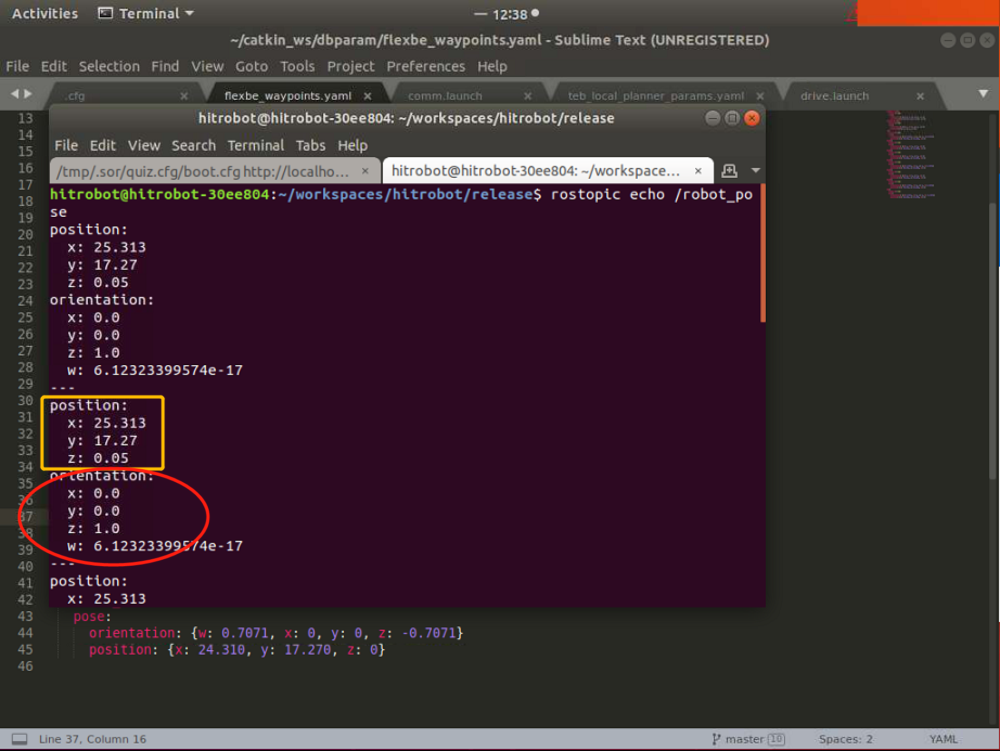 Activities Terminal 12:38
~/catkin_ws/dbparam/flexbe_waypoints.yaml - Sublime Text (UNREGISTERED)
File Edit Selection Find View Goto Tools Project Preferences Help
.cfg × flexbe_waypoints.yaml × comm.launch × teb_local_planner_params.yaml × drive.launch ×
hitrobot@hitrobot-30ee804: ~/workspaces/hitrobot/release
File Edit View Search Terminal Tabs Help
/tmp/.sor/quiz.cfg/boot.cfg http://localho... × hitrobot@hitrobot-30ee804: ~/workspace... ×
hitrobot@hitrobot-30ee804:~/workspaces/hitrobot/release$ rostopic echo /robot_po
se
position:
x: 25.313
y: 17.27
z: 0.05
orientation:
x: 0.0
y: 0.0
z: 1.0
w: 6.12323399574e-17
---
position:
x: 25.313
y: 17.27
z: 0.05
orientation:
x: 0.0
y: 0.0
z: 1.0
w: 6.12323399574e-17
---
position:
x: 25.313
13
14
15
16
17
18
19
20
21
22
23
24
25
26
27
28
29
30
31
32
33
34
35
36
37
38
39
40
41
42
43 pose:
44 orientation: {w: 0.7071, x: 0, y: 0, z: -0.7071}
45 position: {x: 24.310, y: 17.270, z: 0}
46
Line 37, Column 16 master 10 Spaces: 2 YAML